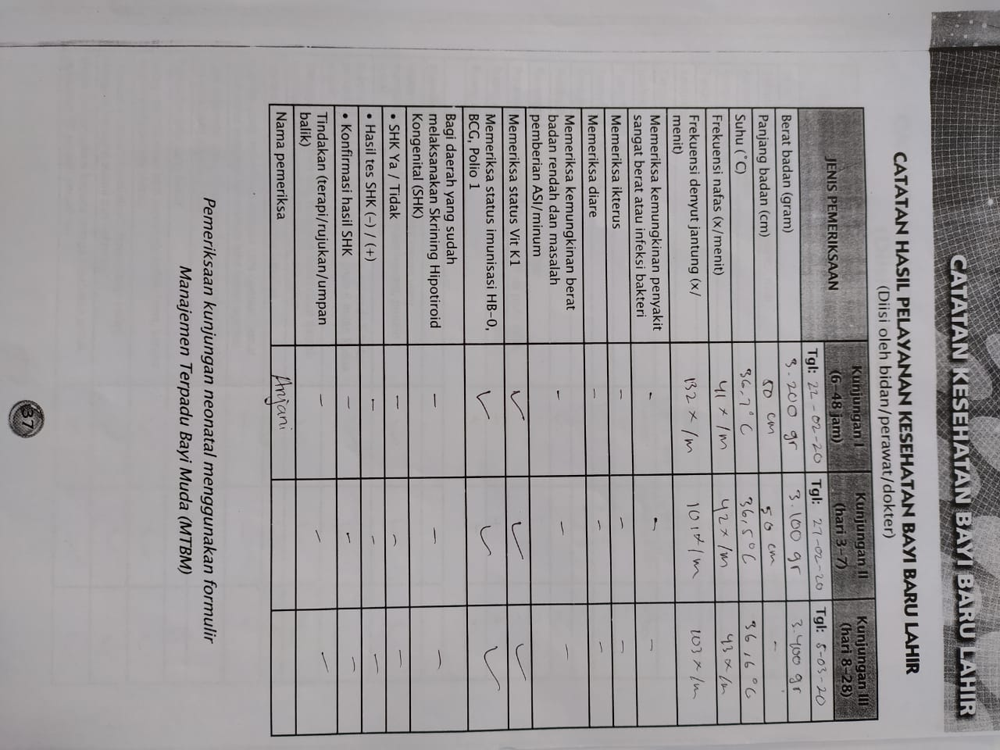 CATATAN KESEHATAN BAYI BARU LAHIR
CATATAN HASIL PELAYANAN KESEHATAN BAYI BARU LAHIR
(Diisi oleh bidan/perawat/dokter)
JENIS PEMERIKSAAN
Kunjungan I
(6–48 jam)
Kunjungan II
(hari 3–7)
Kunjungan III
(hari 8–28)
Tgl: 22-02-20
Tgl: 27-02-20
Tgl: 5-03-20
Berat badan (gram)
3.200 gr
3.100 gr
3.400 gr
Panjang badan (cm)
50 cm
50 cm
-
Suhu (°C)
36.7°C
36,5°C
36,6°C
Frekuensi nafas (x/menit)
41x/m
42x/m
43x/m
Frekuensi denyut jantung (x/
menit)
132x/m
101x/m
103x/m
Memeriksa kemungkinan penyakit
sangat berat atau infeksi bakteri
- - -
Memeriksa ikterus
- - -
Memeriksa diare
- - -
Memeriksa kemungkinan berat
badan rendah dan masalah
pemberian ASI/minum
- - -
Memeriksa status Vit K1
✓ ✓ ✓
Memeriksa status imunisasi HB–0,
BCG, Polio 1
✓ ✓ ✓
Bagi daerah yang sudah
melaksanakan Skrining Hipotiroid
Kongenital (SHK)
- - -
• SHK Ya / Tidak
- - -
• Hasil tes SHK (–) / (+)
- - -
• Konfirmasi hasil SHK
- - -
Tindakan (terapi/rujukan/umpan
balik)
- - -
Nama pemeriksa
Anjani
Pemeriksaan kunjungan neonatal menggunakan formulir
Manajemen Terpadu Bayi Muda (MTBM)
37